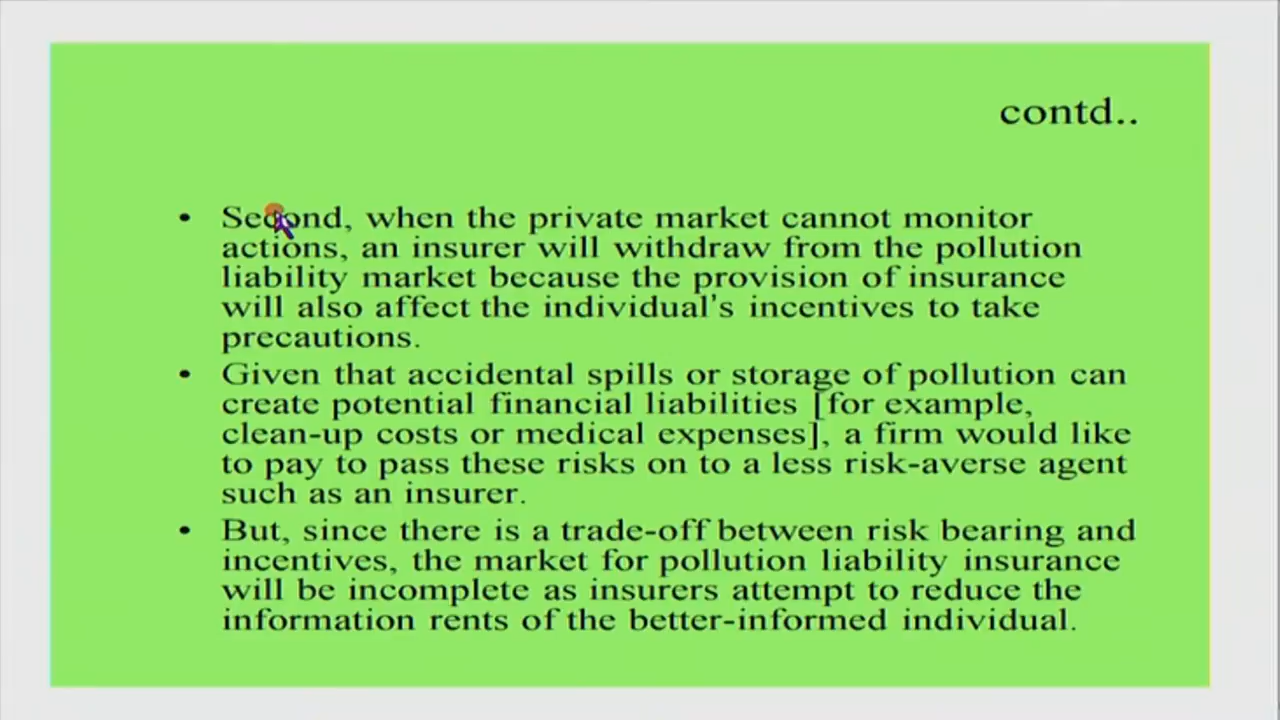 contd..
• Second, when the private market cannot monitor
actions, an insurer will withdraw from the pollution
liability market because the provision of insurance
will also affect the individual's incentives to take
precautions.
• Given that accidental spills or storage of pollution can
create potential financial liabilities [for example,
clean-up costs or medical expenses], a firm would like
to pay to pass these risks on to a less risk-averse agent
such as an insurer.
• But, since there is a trade-off between risk bearing and
incentives, the market for pollution liability insurance
will be incomplete as insurers attempt to reduce the
information rents of the better-informed individual.